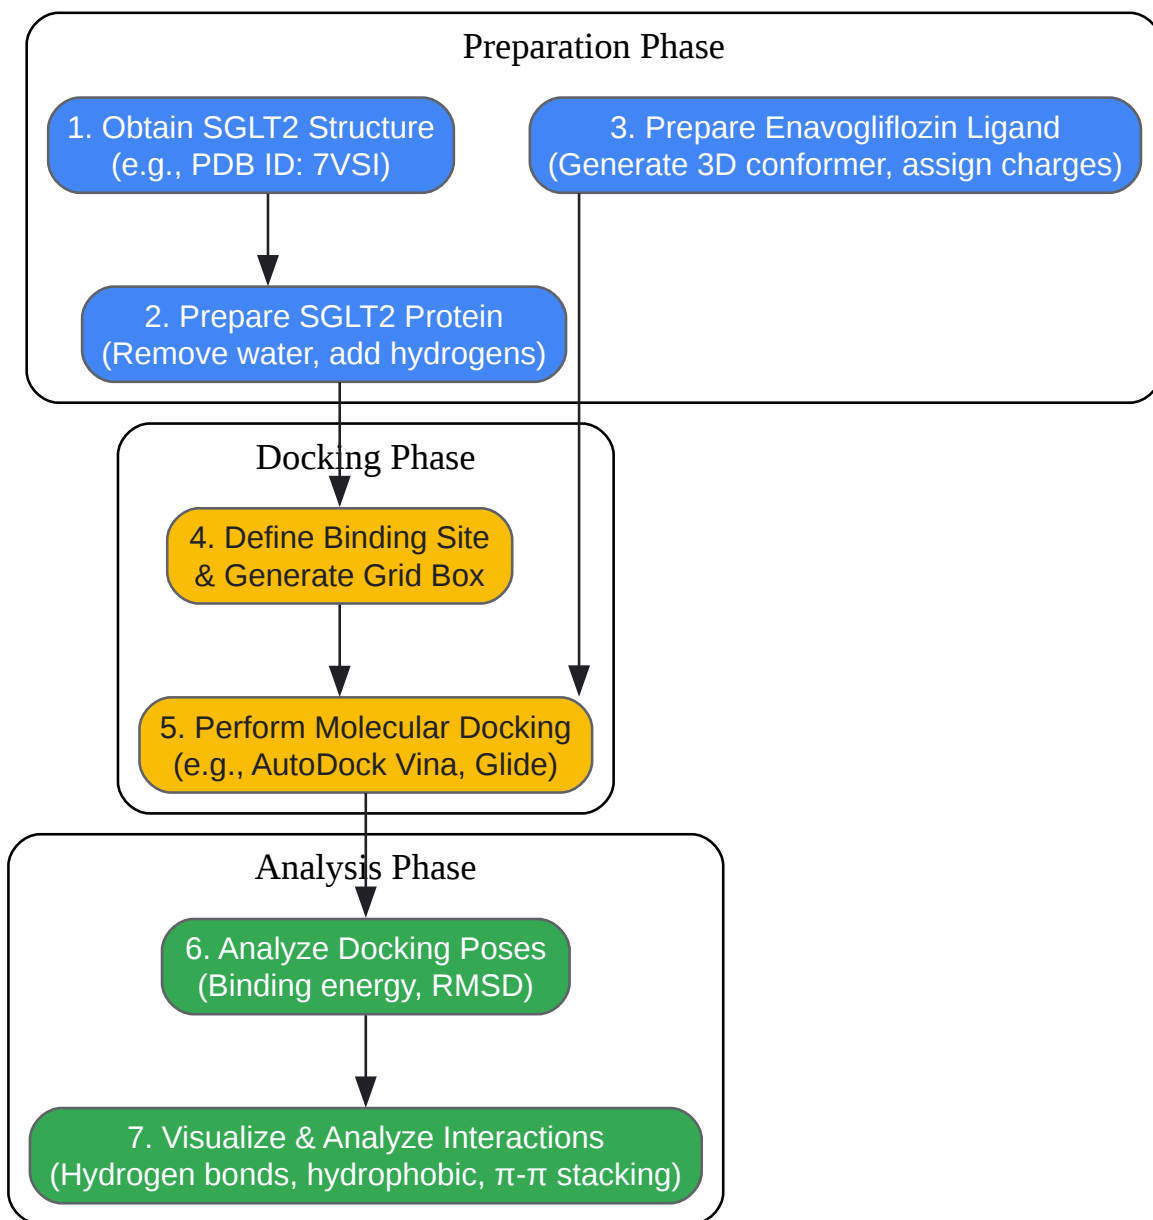 Preparation Phase
1. Obtain SGLT2 Structure
(e.g., PDB ID: 7VSI)
3. Prepare Enavogliflozin Ligand
(Generate 3D conformer, assign charges)
2. Prepare SGLT2 Protein
(Remove water, add hydrogens)
Docking Phase
4. Define Binding Site
& Generate Grid Box
5. Perform Molecular Docking
(e.g., AutoDock Vina, Glide)
Analysis Phase
6. Analyze Docking Poses
(Binding energy, RMSD)
7. Visualize & Analyze Interactions
(Hydrogen bonds, hydrophobic, π-π stacking)